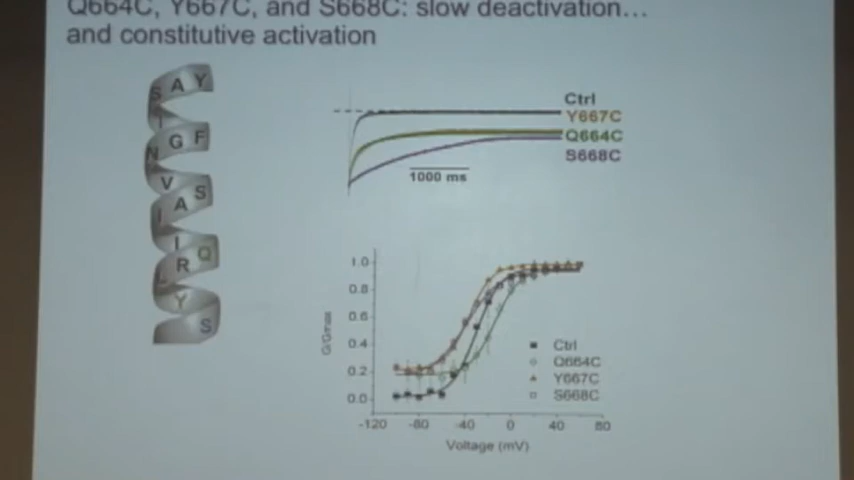 Q664C, Y667C, and S668C: slow deactivation…
and constitutive activation
S A Y
I
N G F
V
S
I A
I
Q
L R
Y
S
Ctrl
Y667C
Q664C
S668C
1000 ms
1.0
0.8
0.6
0.4
0.2
0.0
G/Gmax
Ctrl
Q664C
Y667C
S668C
-120 -80 -40 0 40 80
Voltage (mV)